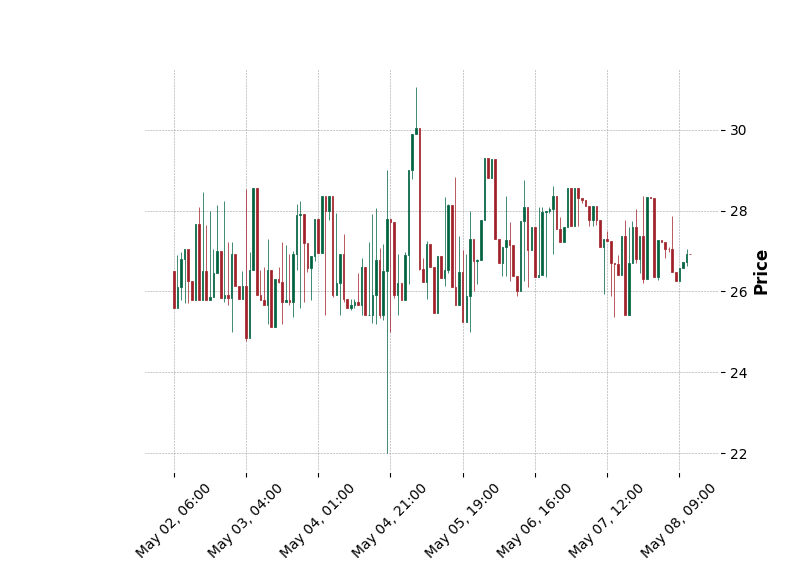 30
28
26
24
22
Price
May 02, 06:00
May 03, 04:00
May 04, 01:00
May 04, 21:00
May 05, 19:00
May 06, 16:00
May 07, 12:00
May 08, 09:00